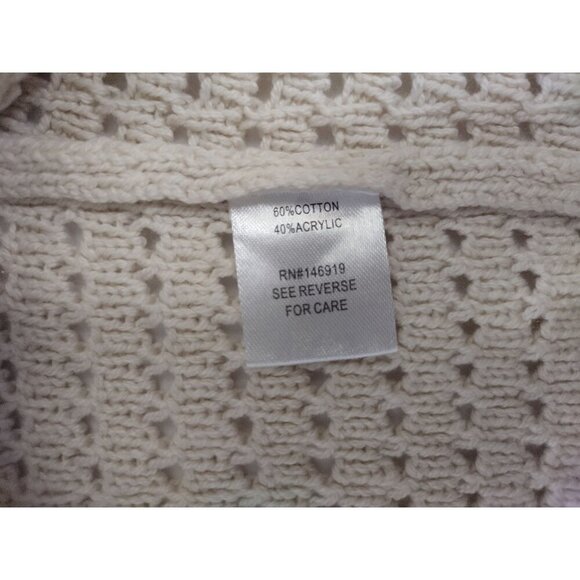 60%COTTON
40%ACRYLIC
RN#146919
SEE REVERSE
FOR CARE